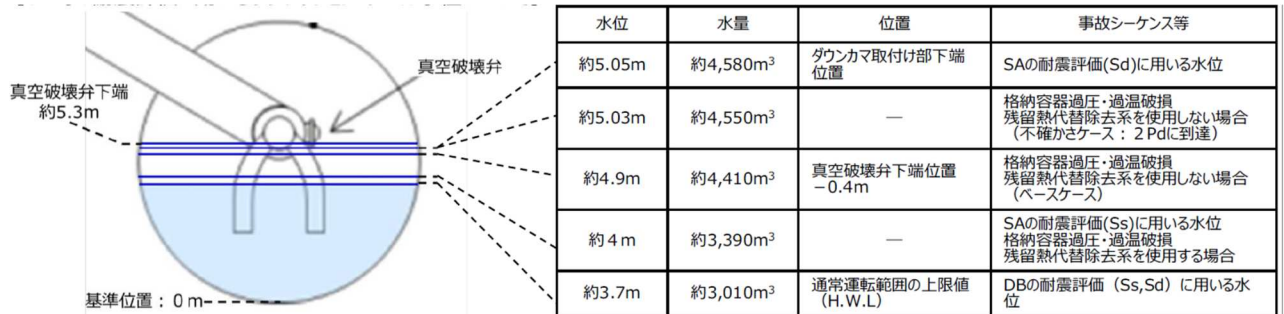 真空破壊弁
真空破壊弁下端
約5.3m
基準位置：０m
水位 水量 位置 事故シーケンス等
約5.05m 約4,580m³ ダウンカマ取付け部下端
位置 SAの耐震評価(Sd)に用いる水位
約5.03m 約4,550m³ ― 格納容器過圧・過温破損
残留熱代替除去系を使用しない場合
（不確かさケース：２Pdに到達）
約4.9m 約4,410m³ 真空破壊弁下端位置
－0.4m 格納容器過圧・過温破損
残留熱代替除去系を使用しない場合
（ベースケース）
約４m 約3,390m³ ― SAの耐震評価(Ss)に用いる水位
格納容器過圧・過温破損
残留熱代替除去系を使用する場合
約3.7m 約3,010m³ 通常運転範囲の上限値
（H.W.L） DBの耐震評価（Ss,Sd）に用いる水
位